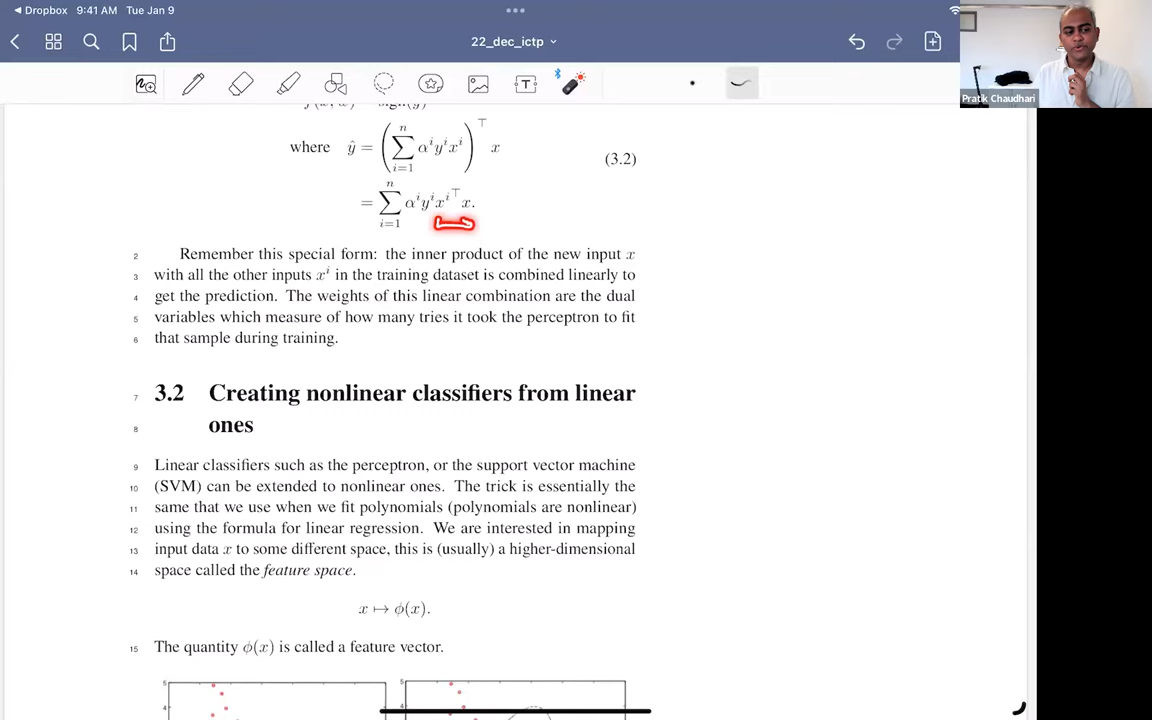 Dropbox 9:41 AM Tue Jan 9
22_dec_ictp
T
Pratik Chaudhari
where ŷ = (∑_{i=1}^{n} αⁱyⁱxⁱ)^⊤ x
(3.2)
= ∑_{i=1}^{n} αⁱyⁱxⁱ^⊤ x.
2 Remember this special form: the inner product of the new input x
3 with all the other inputs xⁱ in the training dataset is combined linearly to
4 get the prediction. The weights of this linear combination are the dual
5 variables which measure of how many tries it took the perceptron to fit
6 that sample during training.
7 3.2 Creating nonlinear classifiers from linear
8 ones
9 Linear classifiers such as the perceptron, or the support vector machine
10 (SVM) can be extended to nonlinear ones. The trick is essentially the
11 same that we use when we fit polynomials (polynomials are nonlinear)
12 using the formula for linear regression. We are interested in mapping
13 input data x to some different space, this is (usually) a higher-dimensional
14 space called the feature space.
x ↦ ϕ(x).
15 The quantity ϕ(x) is called a feature vector.
5 5
4 4